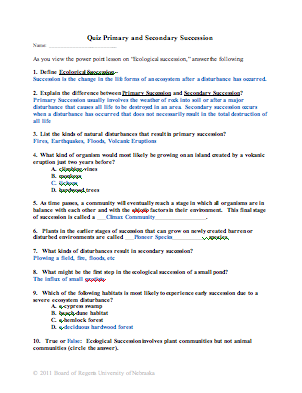 Quiz Primary and Secondary Succession
Name: ___________________________
As you view the power point lesson on "Ecological succession," answer the following
1. Define Ecological Succession.-
Succession is the change in the life forms of an ecosystem after a disturbance has occurred.
2. Explain the difference between Primary Sucession and Secondary Succession?
Primary Succession usually involves the weather of rock into soil or after a major
disturbance that causes all life to be destroyed in an area. Secondary succession occurs
when a disturbance has occurred that does not necessarily result in the total destruction of
all life
3. List the kinds of natural disturbances that result in primary succession?
Fires, Earthquakes, Floods, Volcanic Eruptions
4. What kind of organism would most likely be growing on an island created by a volcanic
eruption just two years before?
A. climbing vines
B.
C. lichens
D. hardwood trees
5. As time passes, a community will eventually reach a stage in which all organisms are in
balance with each other and with the abiotic factors in their environment. This final stage
of succession is called a ___Climax Community__________________.
6. Plants in the earlier stages of succession that can grow on newly created barren or
disturbed environments are called ___Pioneer Species__________. species.
7. What kinds of disturbances result in secondary succession?
Plowing a field, fire, floods, etc
8. What might be the first step in the ecological succession of a small pond?
The influx of small
9. Which of the following habitats is most likely to experience early succession due to a
severe ecosystem disturbance?
A. a cypress swamp
B. beach dune habitat
C. a hemlock forest
D. a deciduous hardwood forest
10. True or False: Ecological Succession involves plant communities but not animal
communities (circle the answer).
© 2011 Board of Regents University of Nebraska